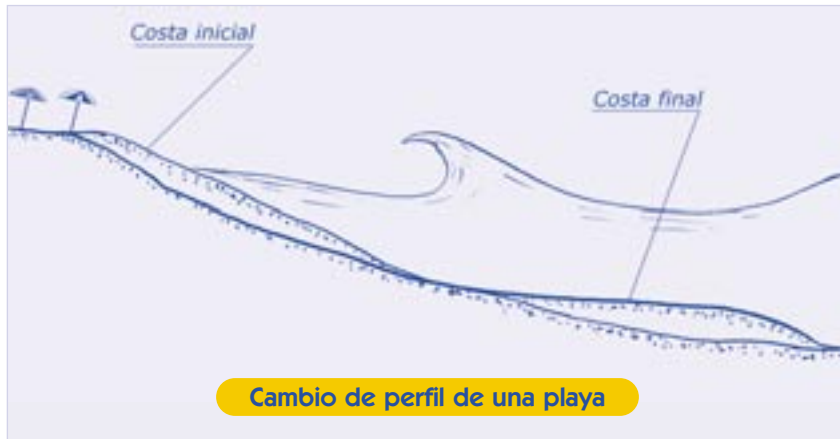 Costa inicial
Costa final
Cambio de perfil de una playa